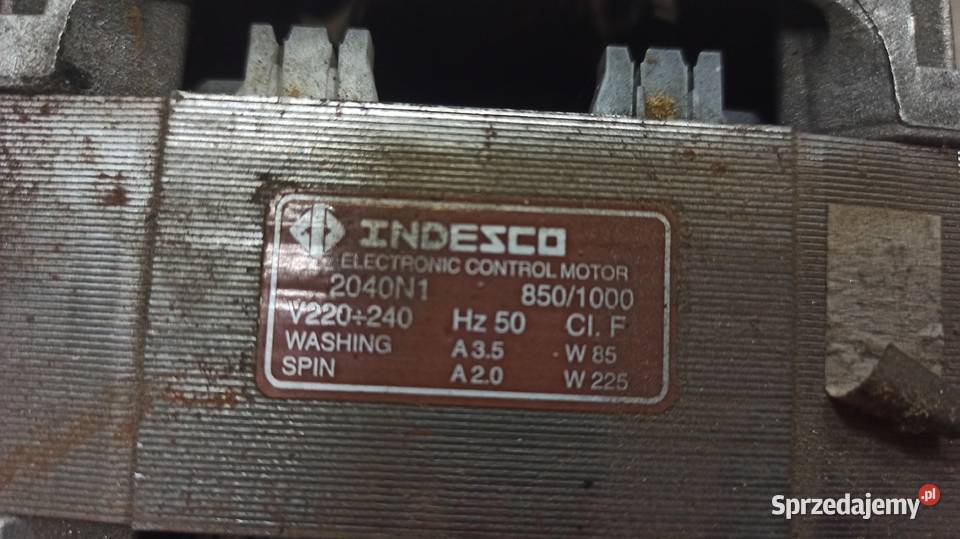 INDESCO
ELECTRONIC CONTROL MOTOR
2040N1 850/1000
V220÷240 Hz 50 Cl. F
WASHING A 3.5 W 85
SPIN A 2.0 W 225
Sprzedajemy.pl